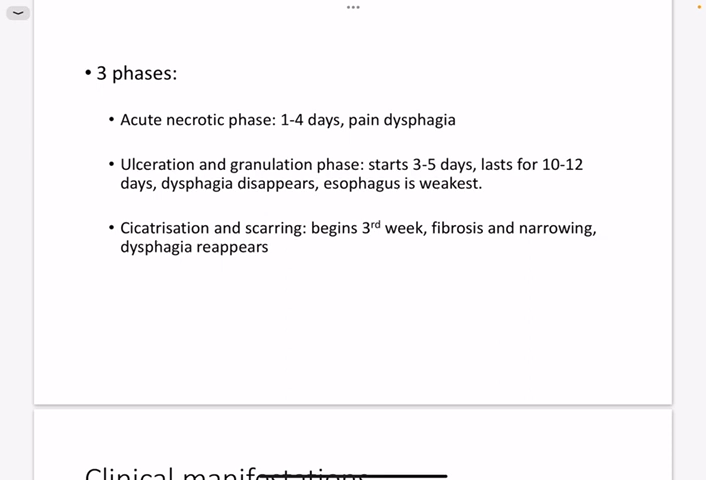 • 3 phases:
• Acute necrotic phase: 1-4 days, pain dysphagia
• Ulceration and granulation phase: starts 3-5 days, lasts for 10-12
days, dysphagia disappears, esophagus is weakest.
• Cicatrisation and scarring: begins 3rd week, fibrosis and narrowing,
dysphagia reappears
Clinical manifestations